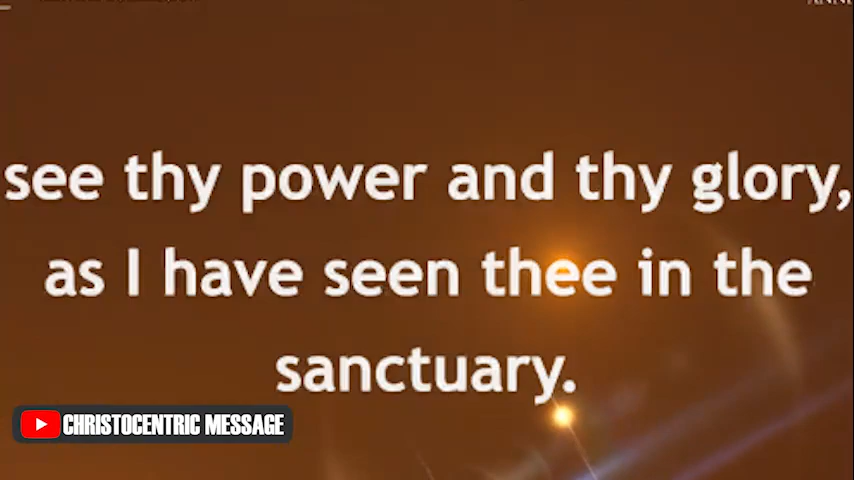 see thy power and thy glory,
as I have seen thee in the
sanctuary.
CHRISTOCENTRIC MESSAGE